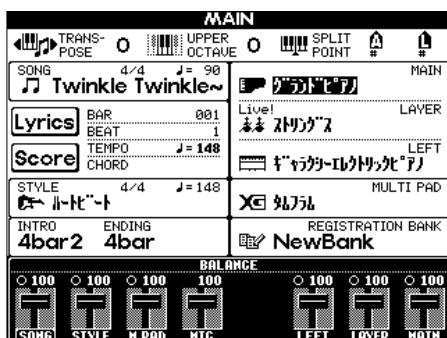 MAIN
TRANS-POSE 0 UPPER OCTAVE 0 SPLIT POINT A# L#
SONG 4/4 ♩= 90
Twinkle Twinkle~
MAIN
グランドピアノ
Lyrics
BAR 001
BEAT 1
Live! LAYER
ストリングス
Score
TEMPO ♩= 148
CHORD
LEFT
ギャラクシーエレクトリックピアノ
STYLE 4/4 ♩=148
ハートビート
MULTI PAD
XG タムフラム
INTRO ENDING
4bar2 4bar
REGISTRATION BANK
NewBank
BALANCE
100 100 100 100 100 100 100
SONG STYLE M.PAD MIC LEFT LAYER MAIN